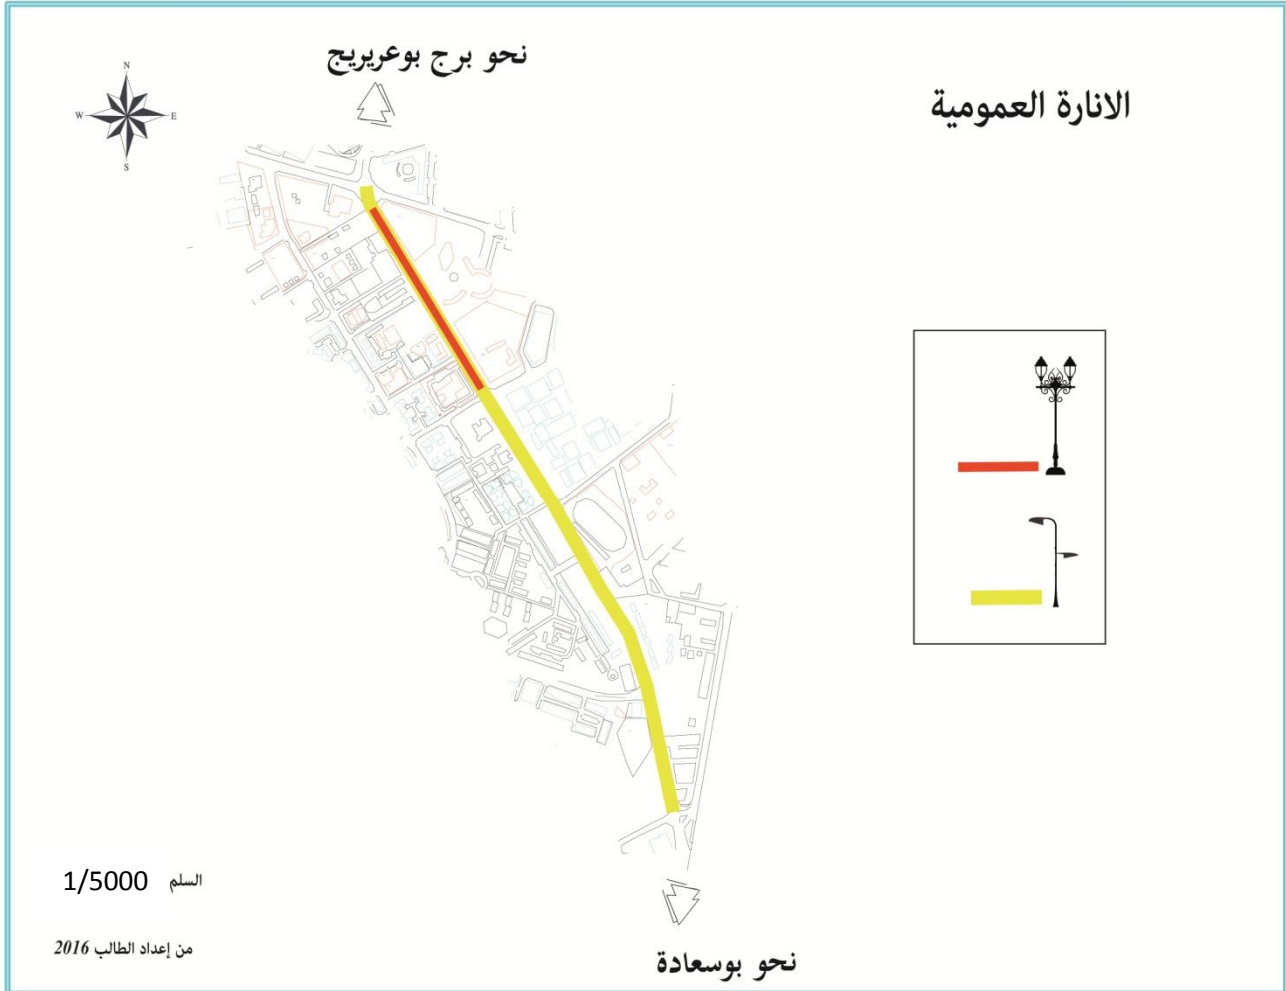 نحو برج بوعريريج
الانارة العمومية
N
W E
S
السلم 1/5000
من إعداد الطالب 2016
نحو بوسعادة